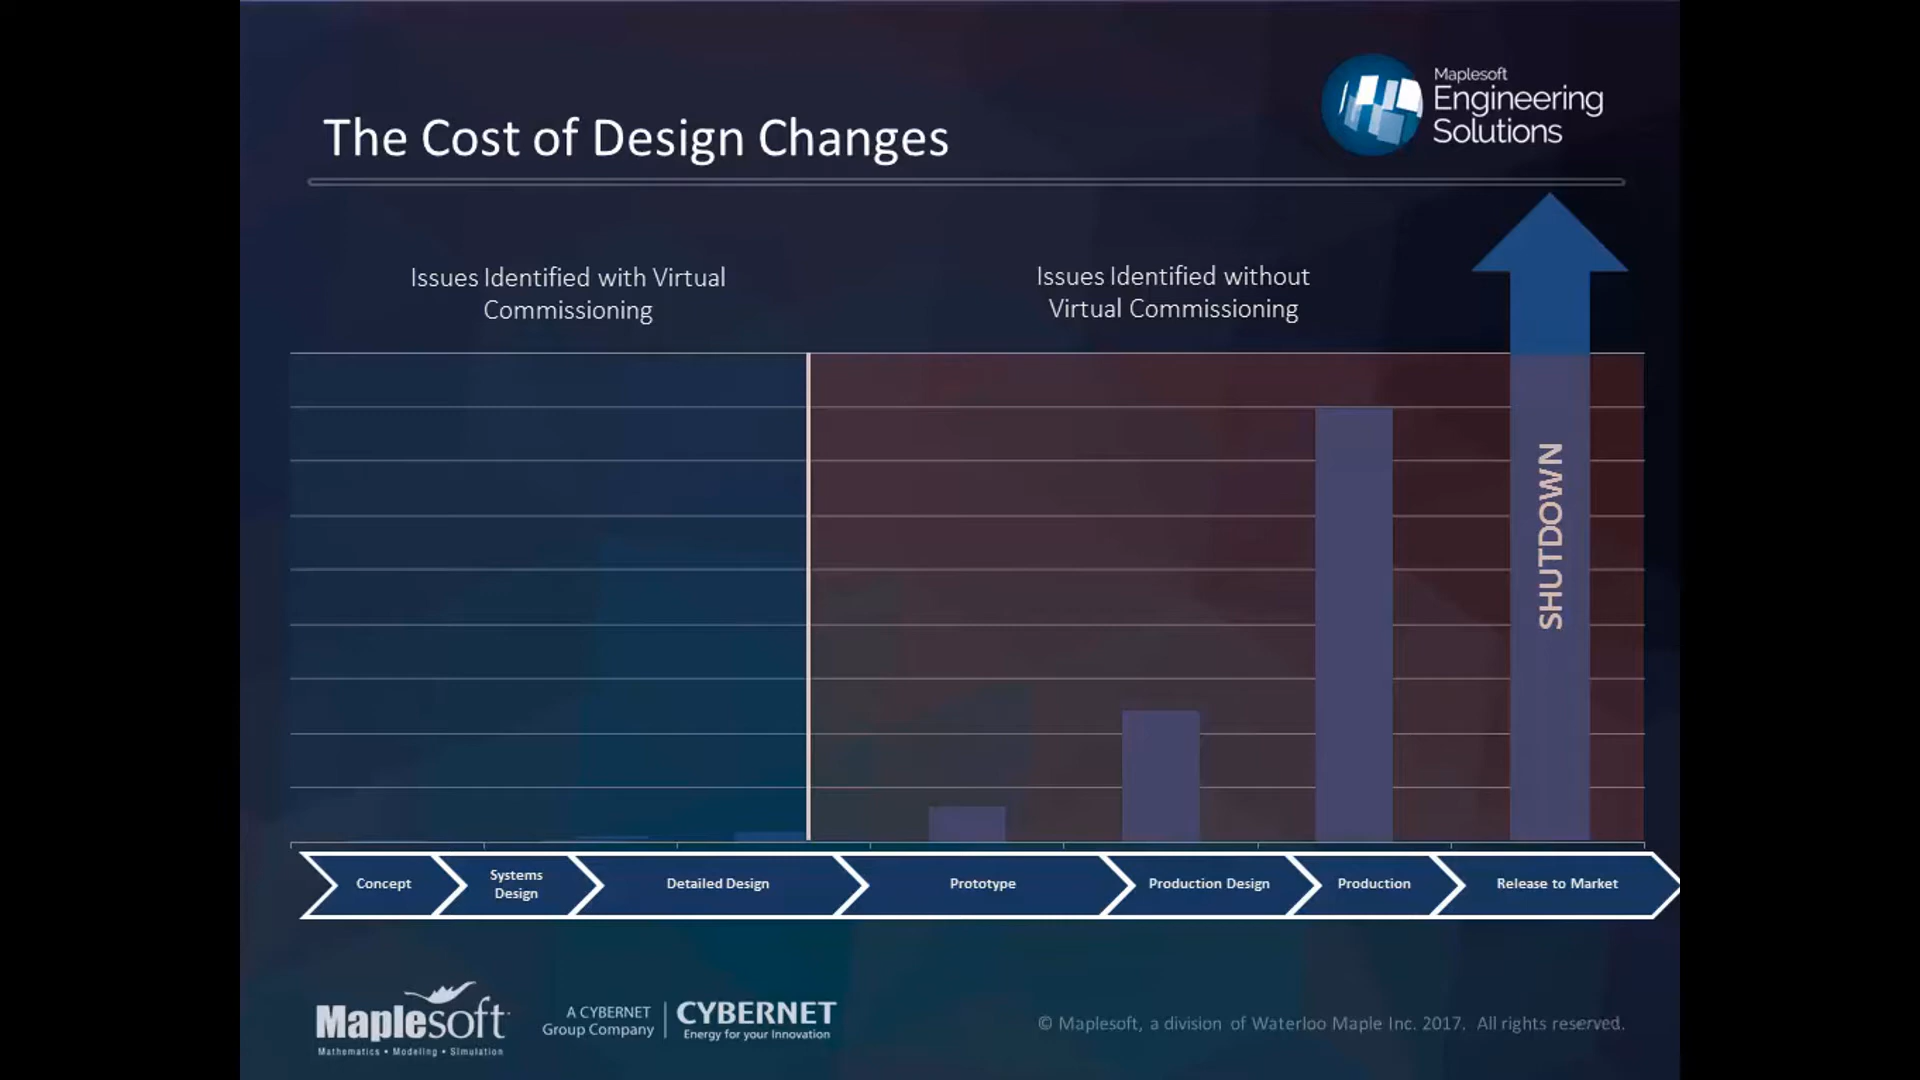 Maplesoft
Engineering
Solutions
The Cost of Design Changes
Issues Identified with Virtual
Commissioning
Issues Identified without
Virtual Commissioning
SHUTDOWN
Concept
Systems
Design
Detailed Design
Prototype
Production Design
Production
Release to Market
Maplesoft
Mathematics • Modeling • Simulation
A CYBERNET
Group Company
CYBERNET
Energy for your Innovation
© Maplesoft, a division of Waterloo Maple Inc. 2017. All rights reserved.